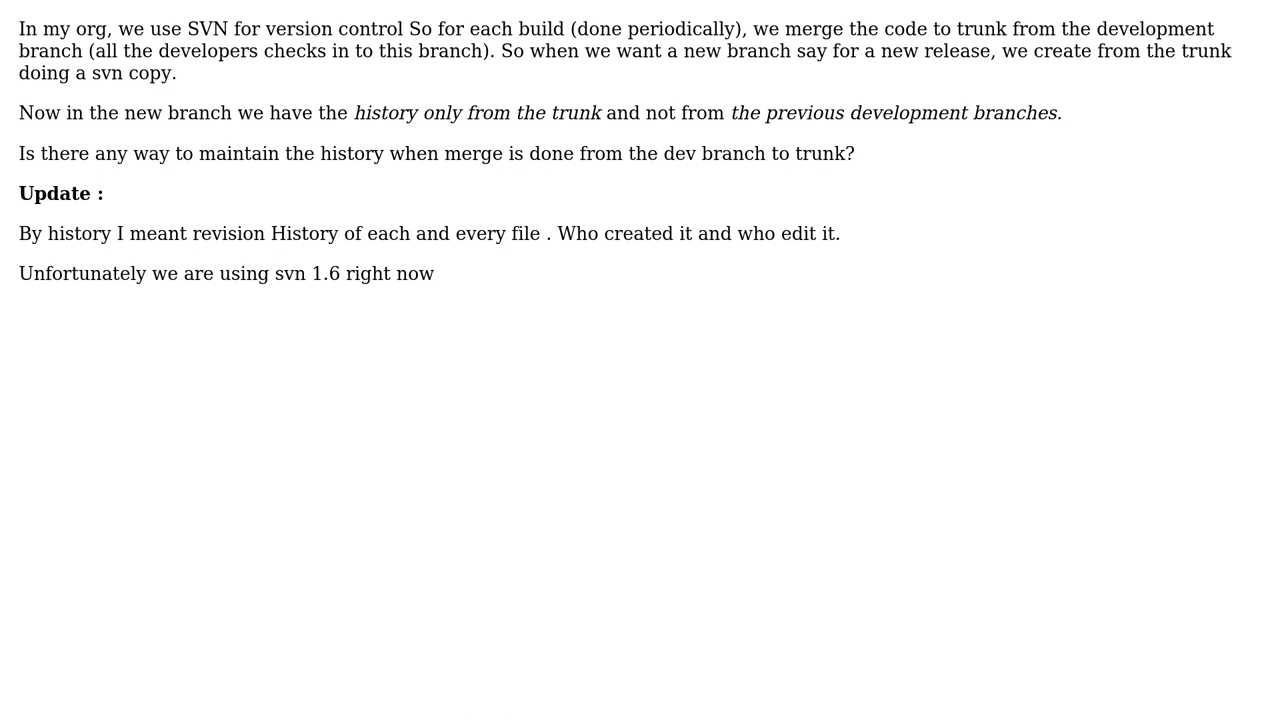 In my org, we use SVN for version control So for each build (done periodically), we merge the code to trunk from the development
branch (all the developers checks in to this branch). So when we want a new branch say for a new release, we create from the trunk
doing a svn copy.
Now in the new branch we have the history only from the trunk and not from the previous development branches.
Is there any way to maintain the history when merge is done from the dev branch to trunk?
Update :
By history I meant revision History of each and every file . Who created it and who edit it.
Unfortunately we are using svn 1.6 right now